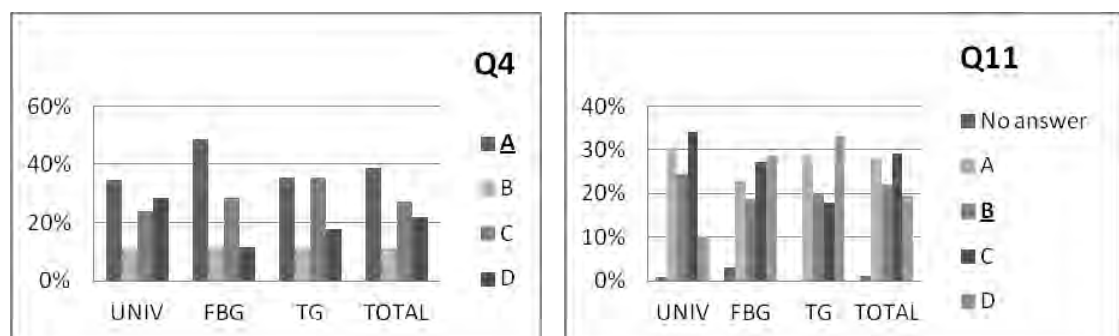 Q4
60%
40%
20%
0%
UNIV FBG TG TOTAL
A
B
C
D
Q11
40%
30%
20%
10%
0%
UNIV FBG TG TOTAL
No answer
A
B
C
D